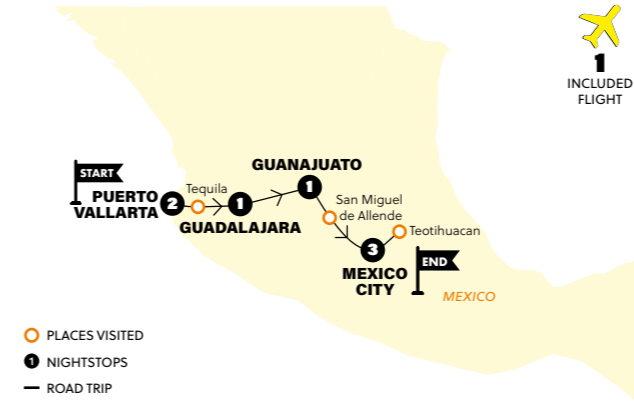 1
INCLUDED
FLIGHT
START
PUERTO
VALLARTA
2
Tequila
1
GUADALAJARA
GUANAJUATO
1
San Miguel
de Allende
Teotihuacan
3
MEXICO
CITY
END
MEXICO
PLACES VISITED
1 NIGHTSTOPS
ROAD TRIP